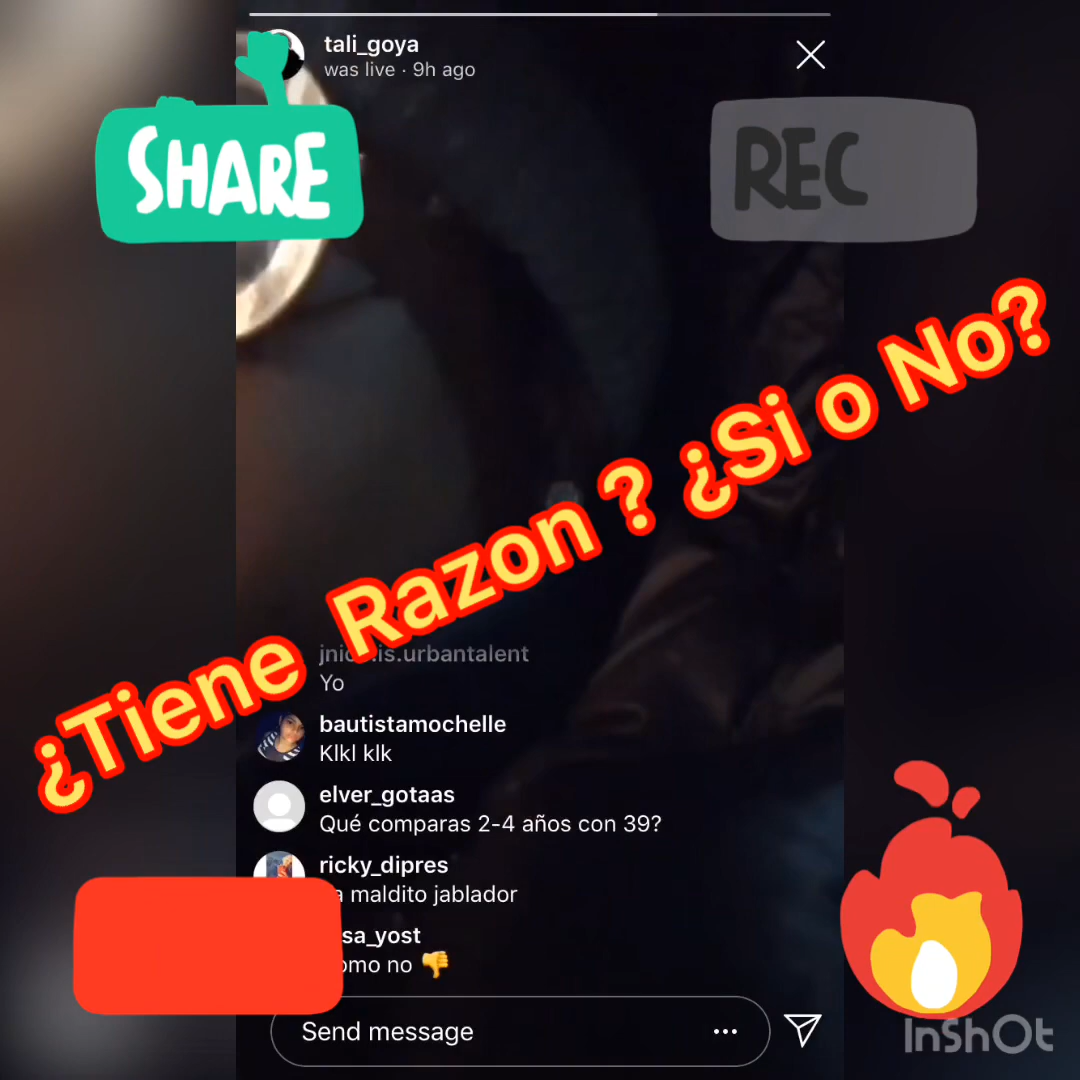 tali_goya
was live · 9h ago
SHARE
REC
¿Tiene Razon ? ¿Si o No?
Yo
bautistamochelle
Klkl klk
elver_gotaas
Qué comparas 2-4 años con 39?
ricky_dipres
maldito jablador
no 👎
Send message
InShOt